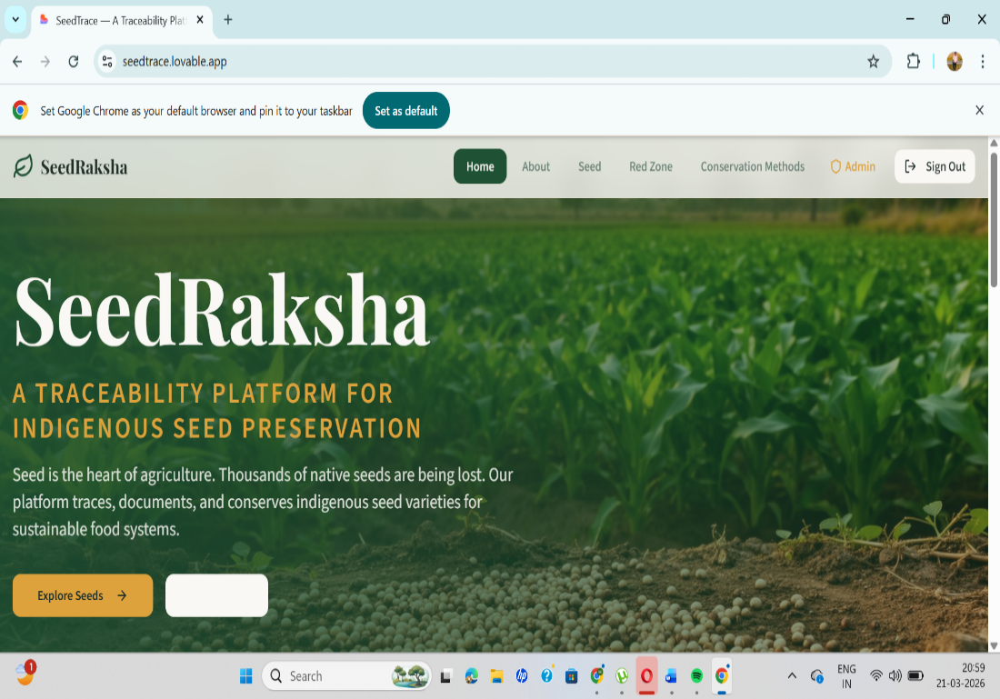 SeedTrace — A Traceability Plat
seedtrace.lovable.app
Set Google Chrome as your default browser and pin it to your taskbar
Set as default
SeedRaksha
Home
About
Seed
Red Zone
Conservation Methods
Admin
Sign Out
SeedRaksha
A TRACEABILITY PLATFORM FOR
INDIGENOUS SEED PRESERVATION
Seed is the heart of agriculture. Thousands of native seeds are being lost. Our
platform traces, documents, and conserves indigenous seed varieties for
sustainable food systems.
Explore Seeds
1
Search
hp
ENG
IN
20:59
21-03-2026